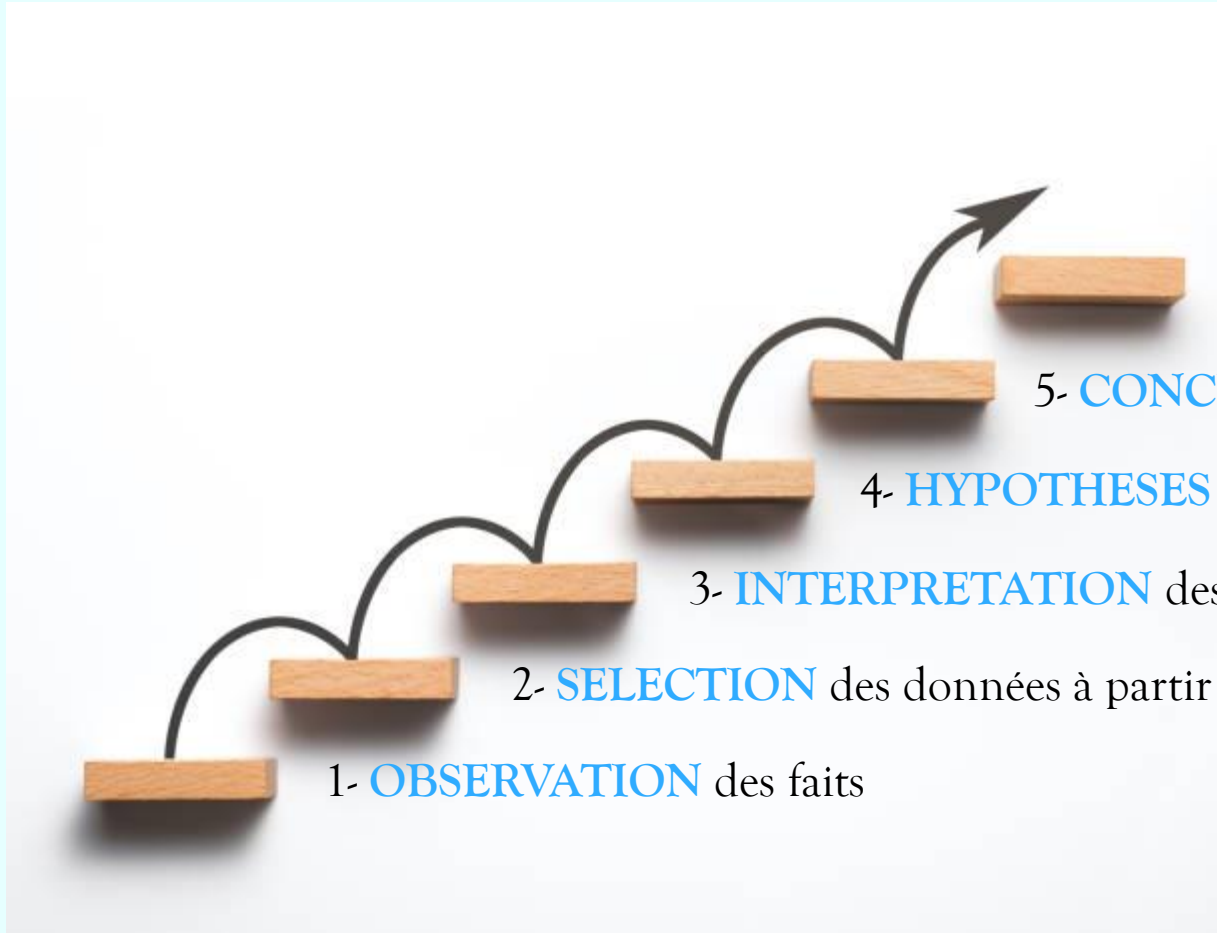 5- CONC
4- HYPOTHESES
3- INTERPRETATION des
2- SELECTION des données à partir
1- OBSERVATION des faits